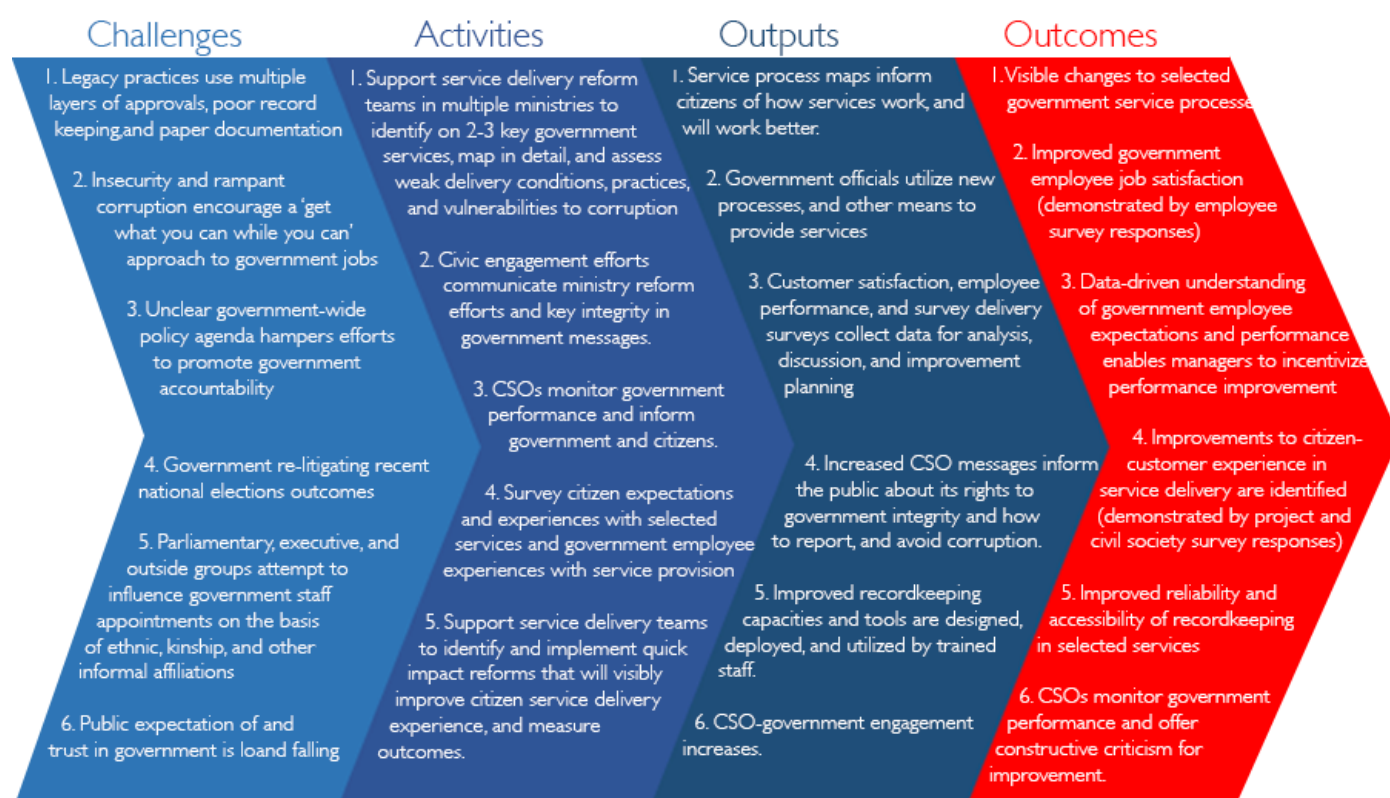 Challenges
1. Legacy practices use multiple
layers of approvals, poor record
keeping,and paper documentation
2. Insecurity and rampant
corruption encourage a ‘get
what you can while you can’
approach to government jobs
3. Unclear government-wide
policy agenda hampers efforts
to promote government
accountability
4. Government re-litigating recent
national elections outcomes
5. Parliamentary, executive, and
outside groups attempt to
influence government staff
appointments on the basis
of ethnic, kinship, and other
informal affiliations
6. Public expectation of and
trust in government is loand falling
Activities
1. Support service delivery reform
teams in multiple ministries to
identify on 2-3 key government
services, map in detail, and assess
weak delivery conditions, practices,
and vulnerabilities to corruption
2. Civic engagement efforts
communicate ministry reform
efforts and key integrity in
government messages.
3. CSOs monitor government
performance and inform
government and citizens.
4. Survey citizen expectations
and experiences with selected
services and government employee
experiences with service provision
5. Support service delivery teams
to identify and implement quick
impact reforms that will visibly
improve citizen service delivery
experience, and measure
outcomes.
Outputs
1. Service process maps inform
citizens of how services work, and
will work better.
2. Government officials utilize new
processes, and other means to
provide services
3. Customer satisfaction, employee
performance, and survey delivery
surveys collect data for analysis,
discussion, and improvement
planning
4. Increased CSO messages inform
the public about its rights to
government integrity and how
to report, and avoid corruption.
5. Improved recordkeeping
capacities and tools are designed,
deployed, and utilized by trained
staff.
6. CSO-government engagement
increases.
Outcomes
1. Visible changes to selected
government service processe
2. Improved government
employee job satisfaction
(demonstrated by employee
survey responses)
3. Data-driven understanding
of government employee
expectations and performance
enables managers to incentivize
performance improvement
4. Improvements to citizen-
customer experience in
service delivery are identified
(demonstrated by project and
civil society survey responses)
5. Improved reliability and
accessibility of recordkeeping
in selected services
6. CSOs monitor government
performance and offer
constructive criticism for
improvement.